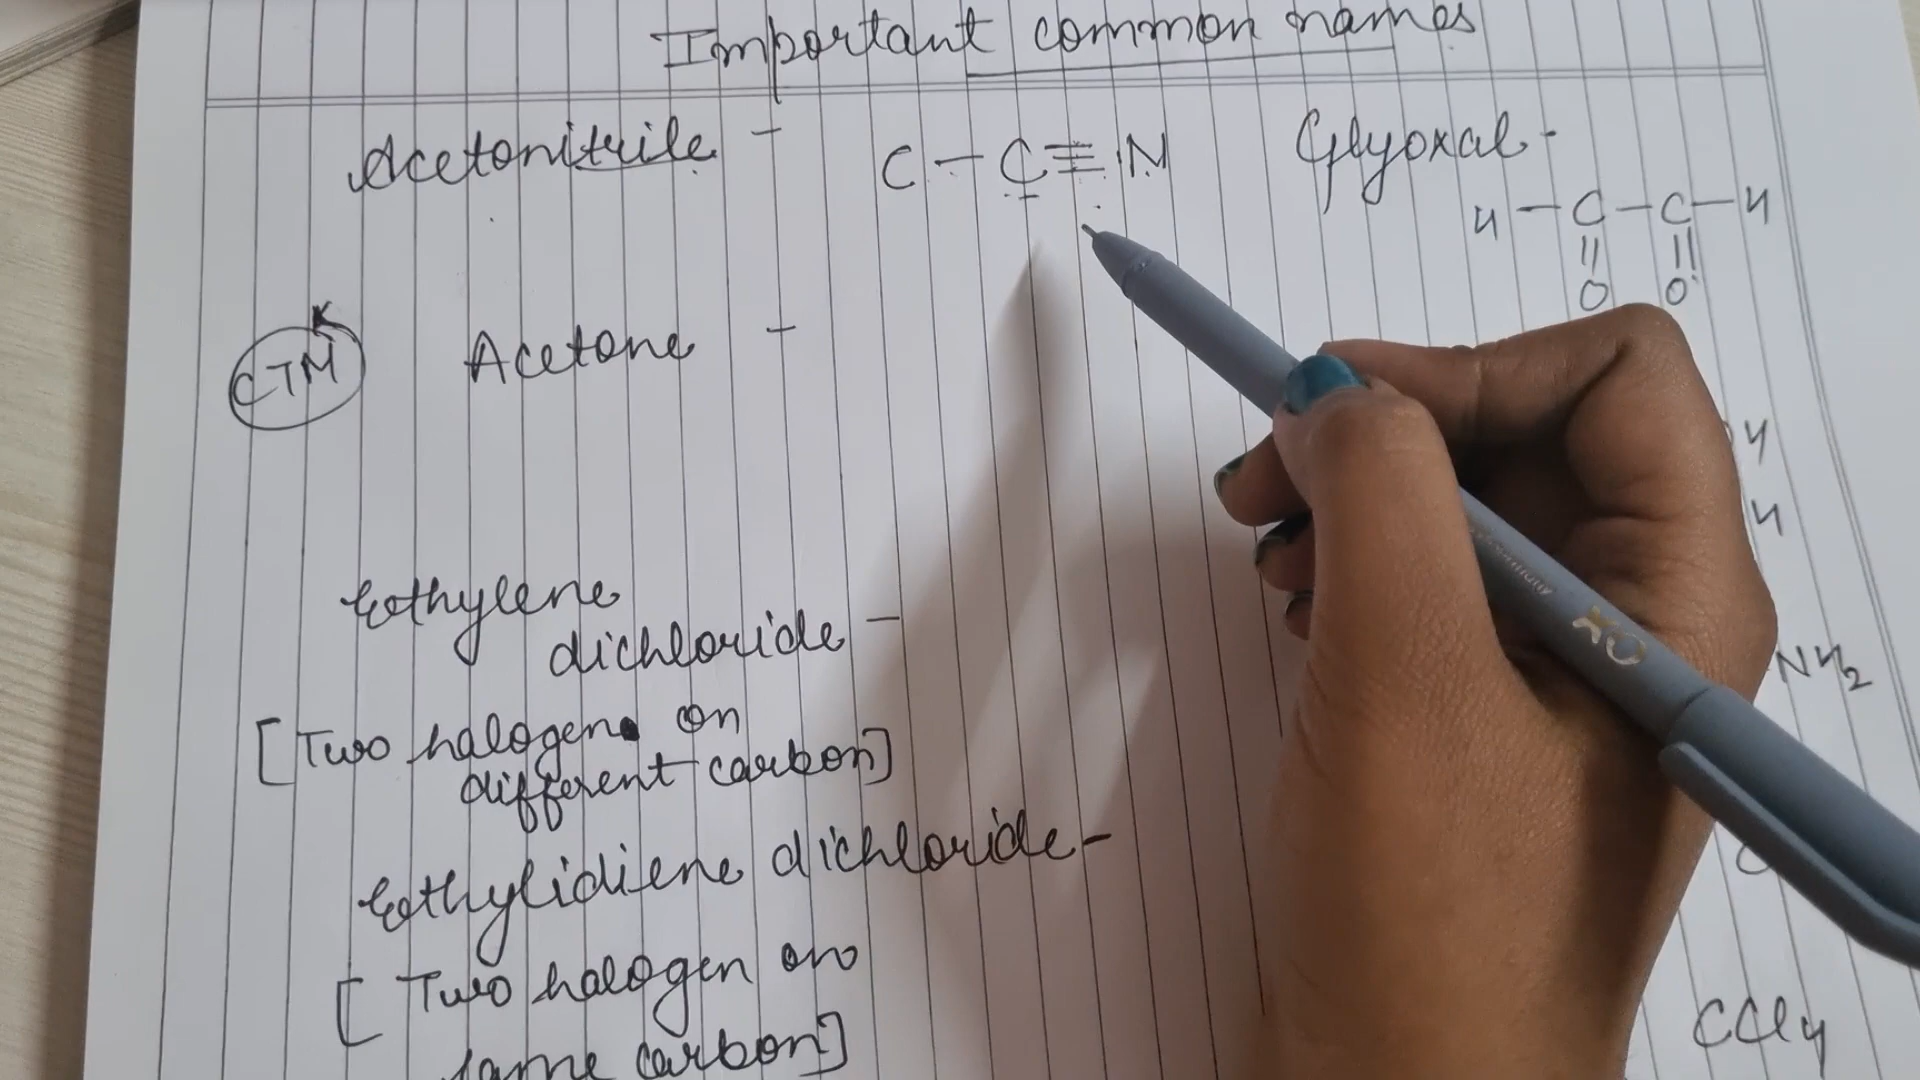 Important common names
Acetonitrile - C - C ≡ N
Glyoxal -
H - C - C - H
O O
CTM
Acetone -
H
H
Ethylene
dichloride -
NH2
[Two halogen on
different carbon]
Ethylidiene dichloride -
[Two halogen on
same carbon]
CCl4